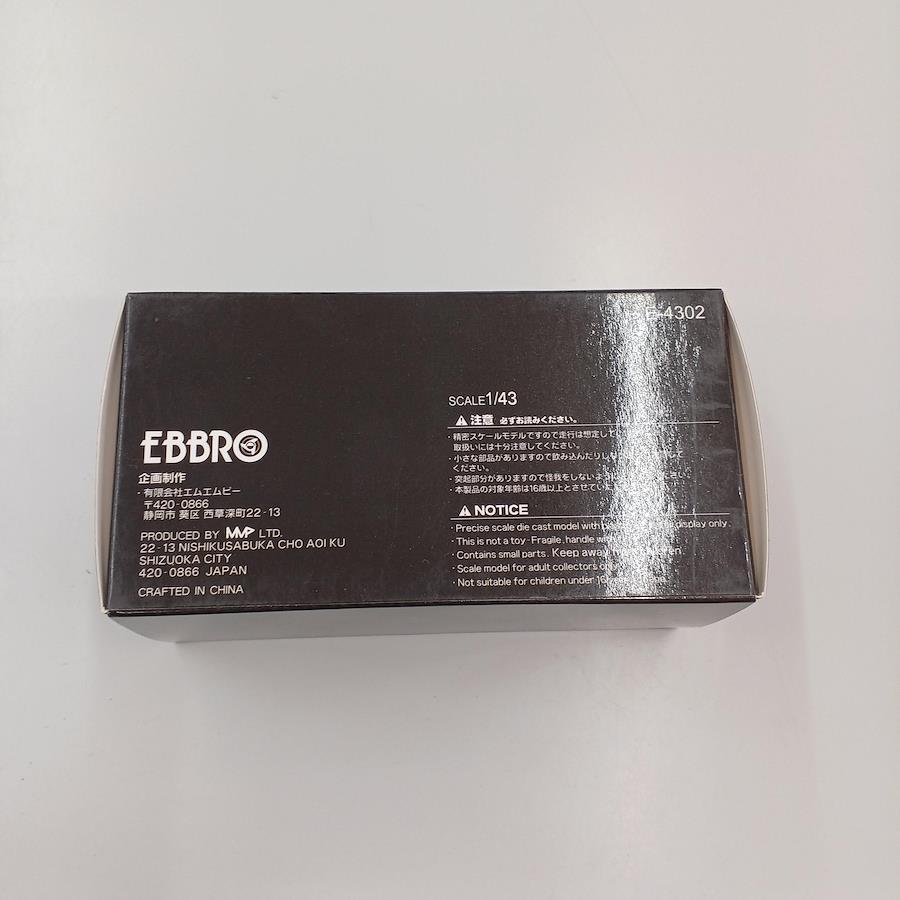 E-4302
SCALE1/43
注意 必ずお読みください。
・精密スケールモデルですので走行は想定して
取扱いには十分注意してください。
・小さな部品がありますので飲み込んだりしな
ください。
・突起部分がありますので怪我をしないように
・本製品の対象年齢は16歳以上とさせてい
NOTICE
・Precise scale die cast model with display only.
・This is not a toy-Fragile, handle
・Contains small parts. Keep away children.
・Scale model for adult collectors only
・Not suitable for children under 16
EBBRO
企画制作
・有限会社エムエムピー
〒420-0866
静岡市 葵区 西草深町22-13
PRODUCED BY MMP LTD.
22-13 NISHIKUSABUKA CHO AOI KU
SHIZUOKA CITY
420-0866 JAPAN
CRAFTED IN CHINA